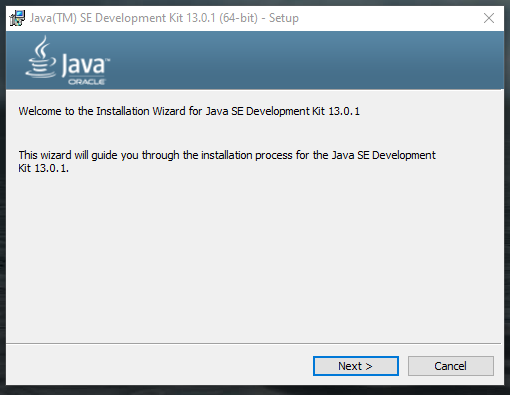 Java(TM) SE Development Kit 13.0.1 (64-bit) - Setup
Java™
ORACLE
Welcome to the Installation Wizard for Java SE Development Kit 13.0.1
This wizard will guide you through the installation process for the Java SE Development
Kit 13.0.1.
Next >
Cancel